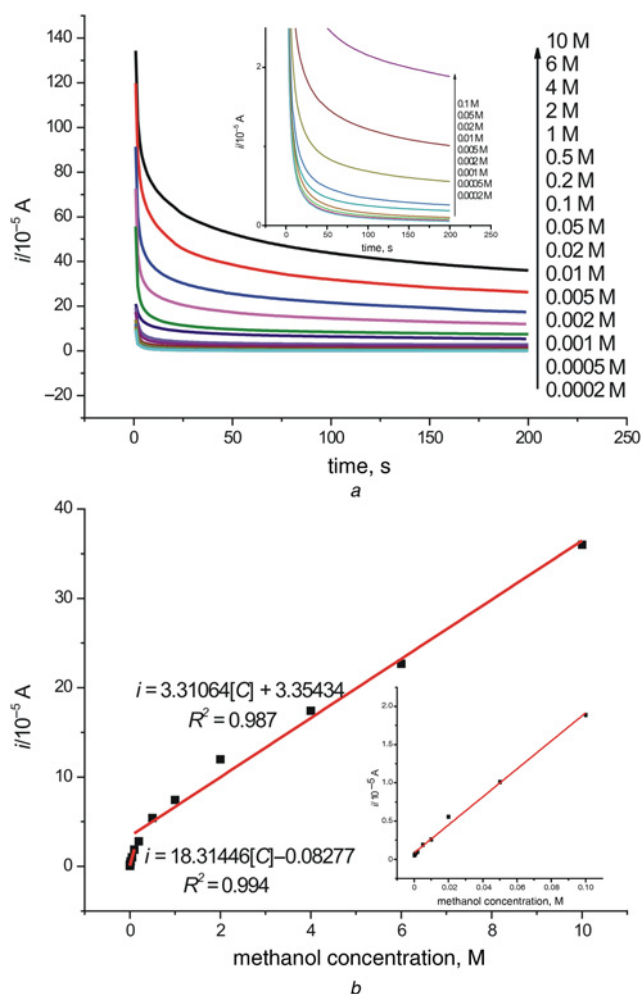 140
120
100
80
60
40
20
0
–20
i/10⁻⁵ A
0 50 100 150 200 250
time, s
2
1
0
i/10⁻⁵ A
0 50 100 150 200 250
time, s
0.1 M
0.05 M
0.02 M
0.01 M
0.005 M
0.002 M
0.001 M
0.0005 M
0.0002 M
10 M
6 M
4 M
2 M
1 M
0.5 M
0.2 M
0.1 M
0.05 M
0.02 M
0.01 M
0.005 M
0.002 M
0.001 M
0.0005 M
0.0002 M
a
40
30
20
10
0
i/10⁻⁵ A
i = 3.31064[C] + 3.35434
R² = 0.987
i = 18.31446[C]–0.08277
R² = 0.994
2.0
1.5
1.0
0.5
0.0
i/10⁻⁵ A
0.00 0.02 0.04 0.06 0.08 0.10
methanol concentration, M
0 2 4 6 8 10
methanol concentration, M
b